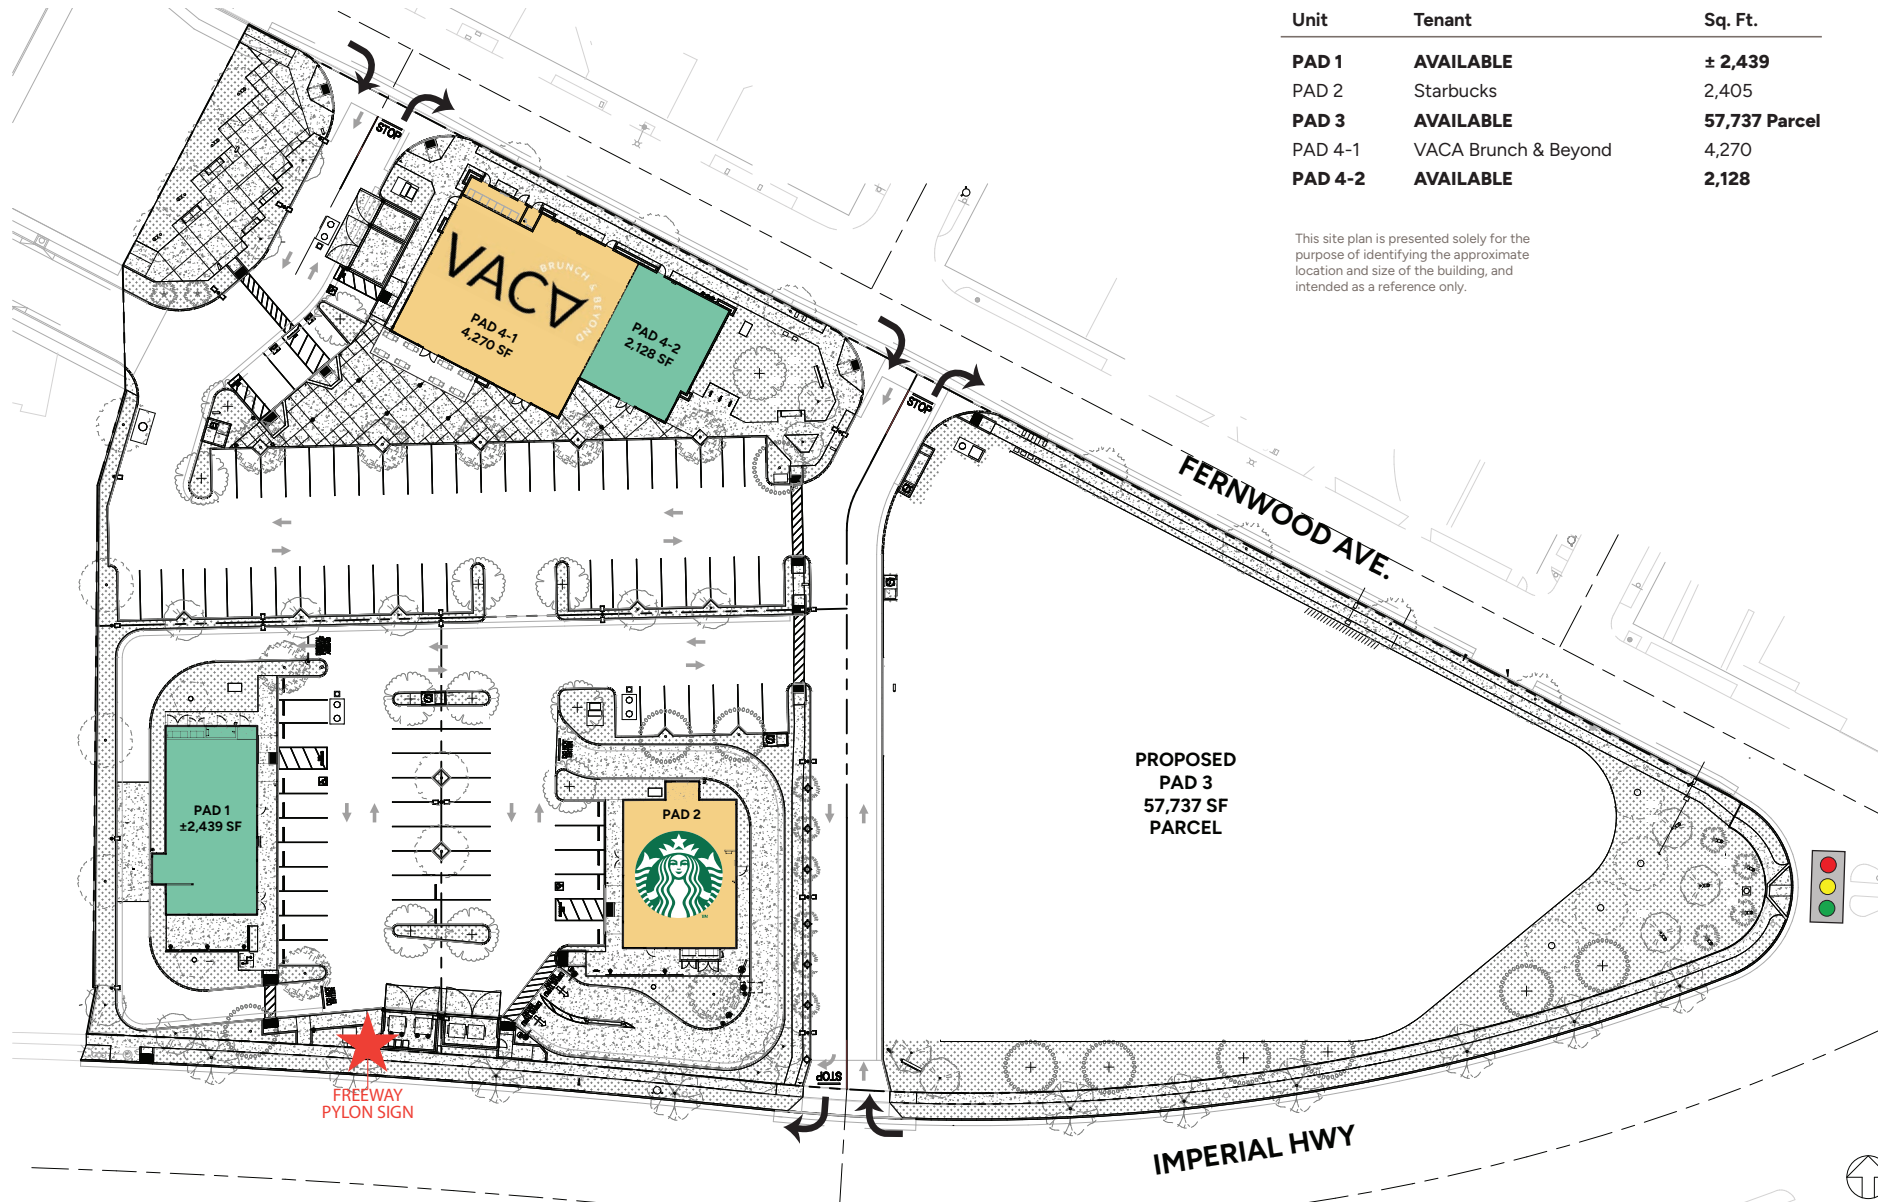 Unit Tenant Sq. Ft.
PAD 1 AVAILABLE ± 2,439
PAD 2 Starbucks 2,405
PAD 3 AVAILABLE 57,737 Parcel
PAD 4-1 VACA Brunch & Beyond 4,270
PAD 4-2 AVAILABLE 2,128
This site plan is presented solely for the
purpose of identifying the approximate
location and size of the building, and
intended as a reference only.
STOP
VACA
BRUNCH & BEYOND
PAD 4-1
4,270 SF
PAD 4-2
2,128 SF
STOP
FERNWOOD AVE.
PROPOSED
PAD 3
57,737 SF
PARCEL
PAD 1
±2,439 SF
PAD 2
FREEWAY
PYLON SIGN
STOP
IMPERIAL HWY